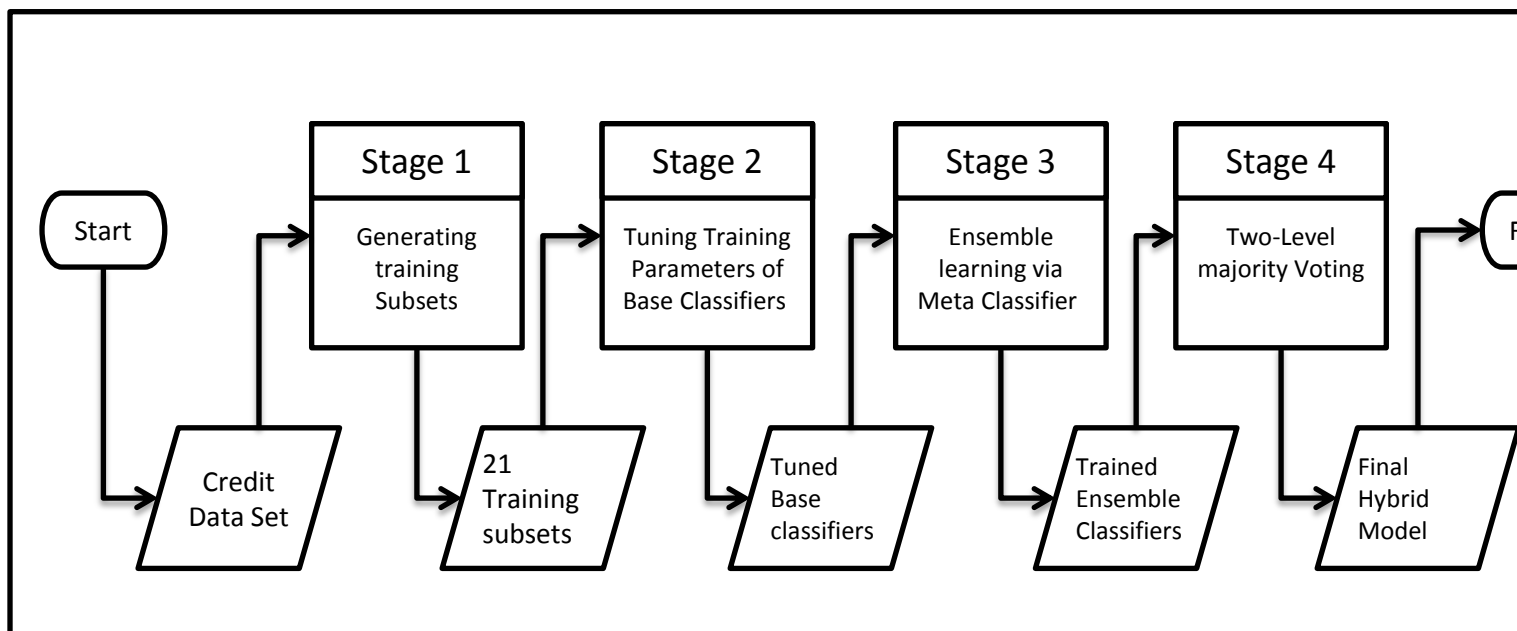 Start
Stage 1
Generating
training
Subsets
Stage 2
Tuning Training
Parameters of
Base Classifiers
Stage 3
Ensemble
learning via
Meta Classifier
Stage 4
Two-Level
majority Voting
Credit
Data Set
21
Training
subsets
Tuned
Base
classifiers
Trained
Ensemble
Classifiers
Final
Hybrid
Model